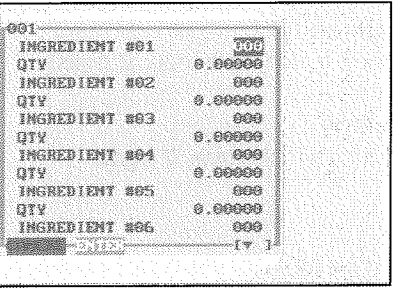 001
INGREDIENT #01 000
QTY 0.00000
INGREDIENT #02 000
QTY 0.00000
INGREDIENT #03 000
QTY 0.00000
INGREDIENT #04 000
QTY 0.00000
INGREDIENT #05 000
QTY 0.00000
INGREDIENT #06 000
ENTER [▼ ]